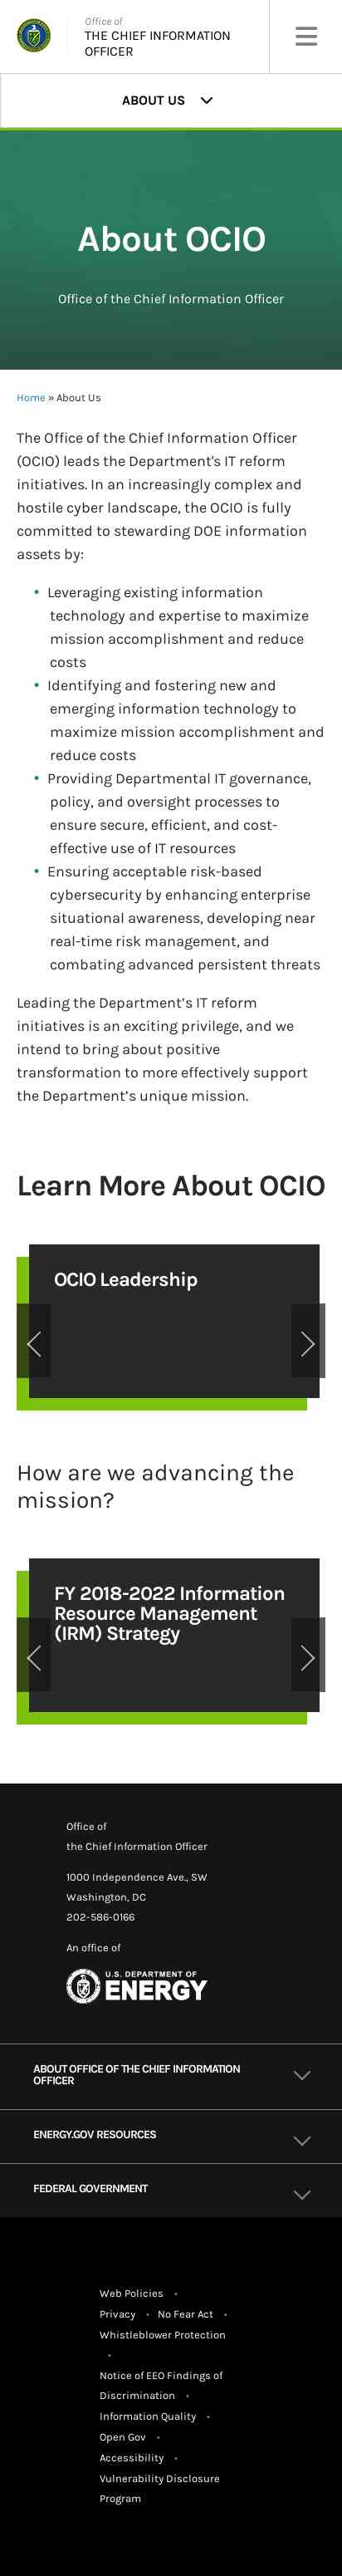 Office of
THE CHIEF INFORMATION
OFFICER
ABOUT US
About OCIO
Office of the Chief Information Officer
Home » About Us
The Office of the Chief Information Officer
(OCIO) leads the Department's IT reform
initiatives. In an increasingly complex and
hostile cyber landscape, the OCIO is fully
committed to stewarding DOE information
assets by:
• Leveraging existing information
technology and expertise to maximize
mission accomplishment and reduce
costs
• Identifying and fostering new and
emerging information technology to
maximize mission accomplishment and
reduce costs
• Providing Departmental IT governance,
policy, and oversight processes to
ensure secure, efficient, and cost-
effective use of IT resources
• Ensuring acceptable risk-based
cybersecurity by enhancing enterprise
situational awareness, developing near
real-time risk management, and
combating advanced persistent threats
Leading the Department’s IT reform
initiatives is an exciting privilege, and we
intend to bring about positive
transformation to more effectively support
the Department’s unique mission.
Learn More About OCIO
OCIO Leadership
How are we advancing the
mission?
FY 2018-2022 Information
Resource Management
(IRM) Strategy
Office of
the Chief Information Officer
1000 Independence Ave., SW
Washington, DC
202-586-0166
An office of
U.S. DEPARTMENT OF
ENERGY
ABOUT OFFICE OF THE CHIEF INFORMATION
OFFICER
ENERGY.GOV RESOURCES
FEDERAL GOVERNMENT
Web Policies •
Privacy • No Fear Act •
Whistleblower Protection
•
Notice of EEO Findings of
Discrimination •
Information Quality •
Open Gov •
Accessibility •
Vulnerability Disclosure
Program